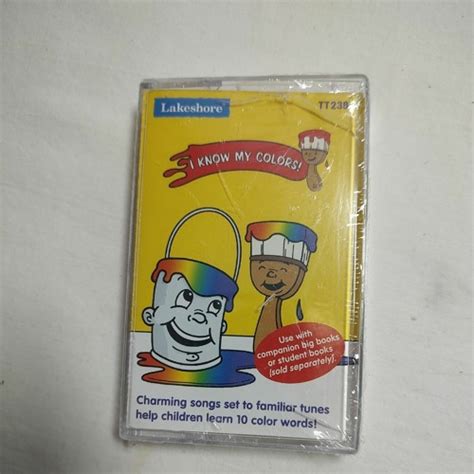 Lakeshore
TT238
I KNOW MY COLORS!
Use with
companion big books
or student books
(sold separately).
Charming songs set to familiar tunes
help children learn 10 color words!